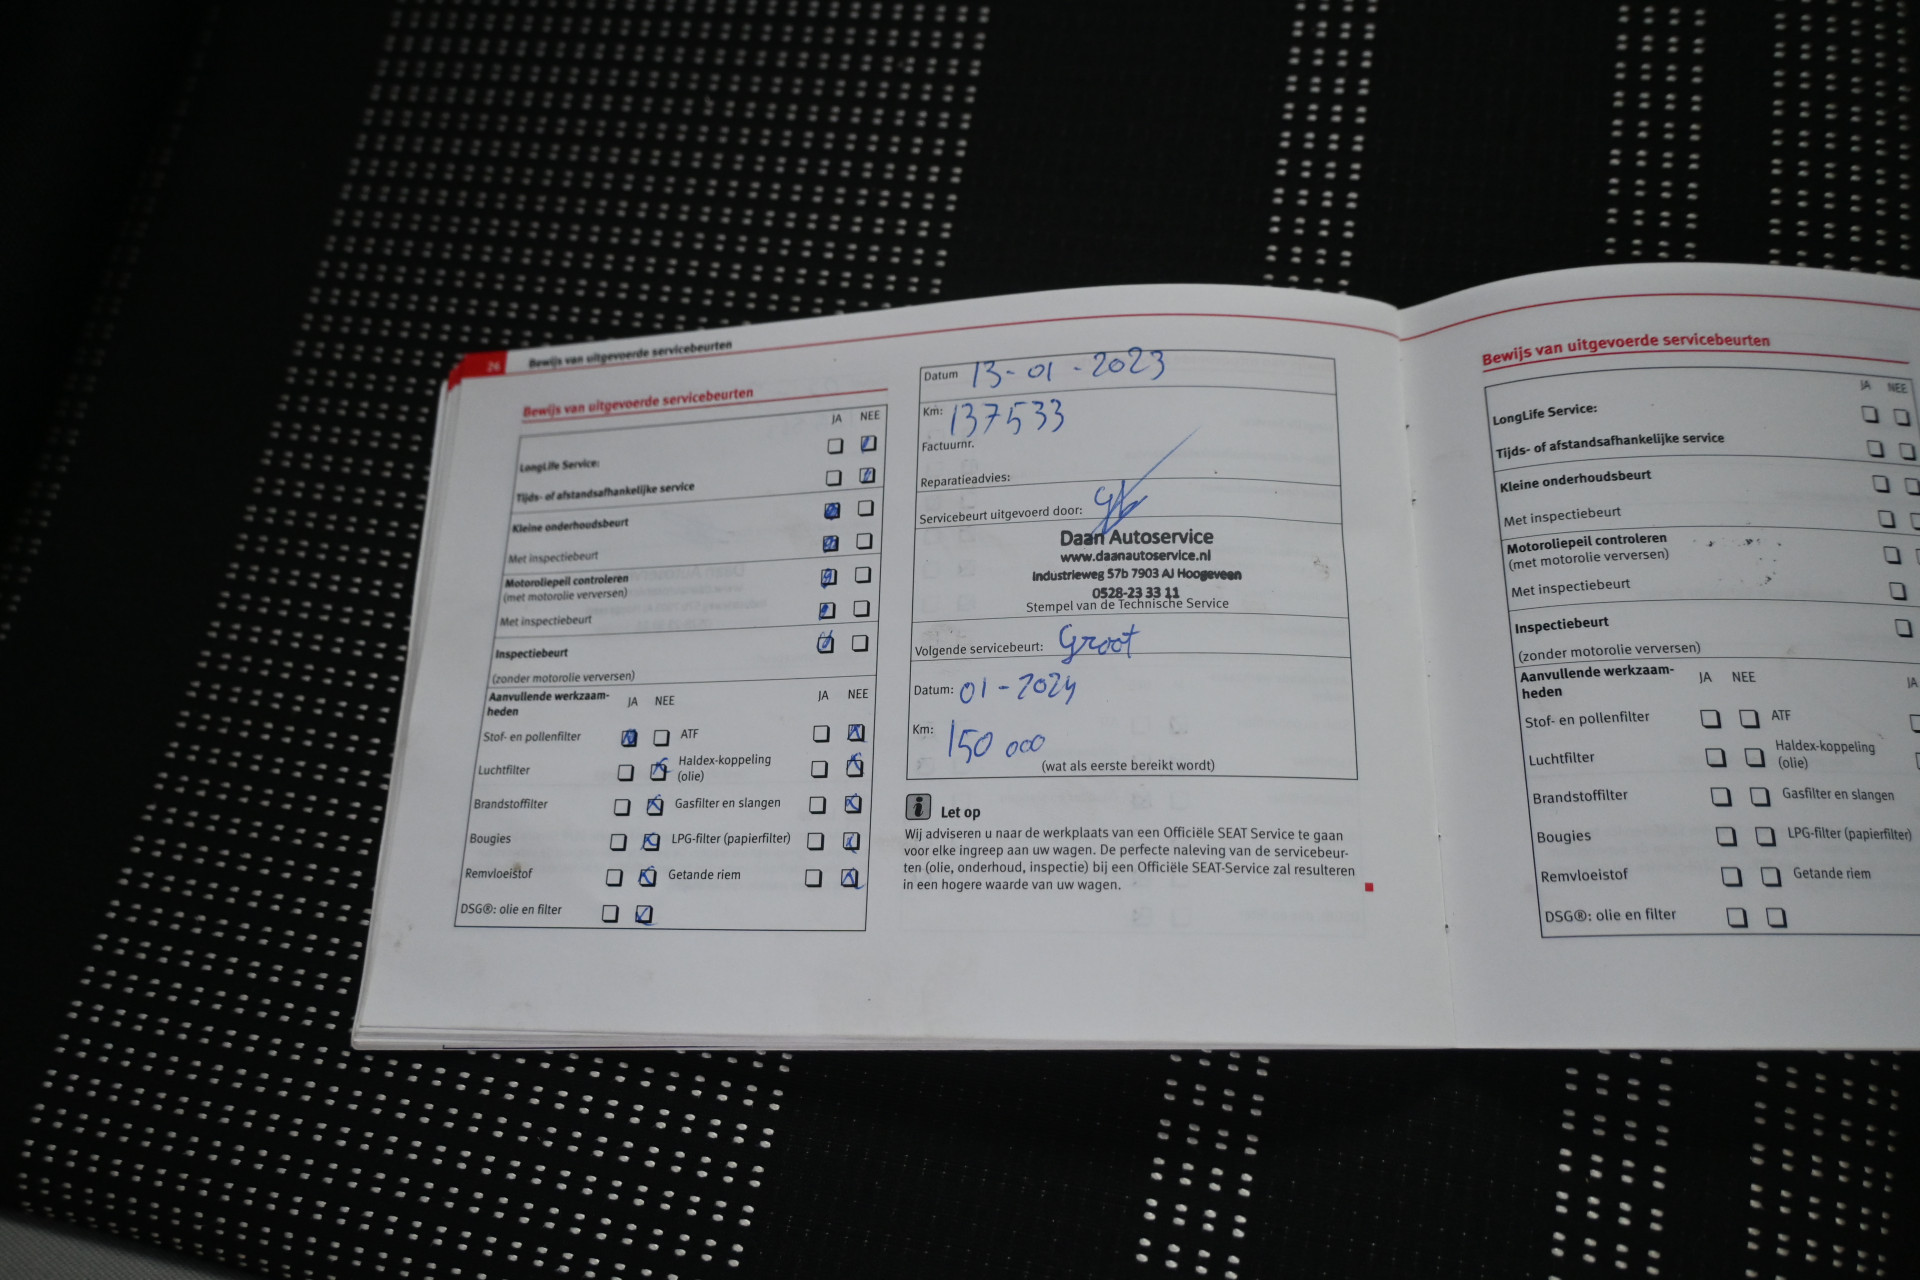 26 Bewijs van uitgevoerde servicebeurten
Bewijs van uitgevoerde servicebeurten
JA NEE
LongLife Service:
Tijds- of afstandsafhankelijke service
Kleine onderhoudsbeurt
Met inspectiebeurt
Motoroliepeil controleren
(met motorolie verversen)
Met inspectiebeurt
Inspectiebeurt
(zonder motorolie verversen)
Aanvullende werkzaam-
heden
JA NEE JA NEE
Stof- en pollenfilter ATF
Luchtfilter Haldex-koppeling
(olie)
Brandstoffilter Gasfilter en slangen
Bougies LPG-filter (papierfilter)
Remvloeistof Getande riem
DSG®: olie en filter
Datum 13-01-2023
Km: 137533
Factuurnr.
Reparatieadvies:
Servicebeurt uitgevoerd door:
Daan Autoservice
www.daanautoservice.nl
Industrieweg 57b 7903 AJ Hoogeveen
0528-23 33 11
Stempel van de Technische Service
Volgende servicebeurt: Groot
Datum: 01-2024
Km: 150 000
(wat als eerste bereikt wordt)
i Let op
Wij adviseren u naar de werkplaats van een Officiële SEAT Service te gaan
voor elke ingreep aan uw wagen. De perfecte naleving van de servicebeur-
ten (olie, onderhoud, inspectie) bij een Officiële SEAT-Service zal resulteren
in een hogere waarde van uw wagen.
Bewijs van uitgevoerde servicebeurten
JA NEE
LongLife Service:
Tijds- of afstandsafhankelijke service
Kleine onderhoudsbeurt
Met inspectiebeurt
Motoroliepeil controleren
(met motorolie verversen)
Met inspectiebeurt
Inspectiebeurt
(zonder motorolie verversen)
Aanvullende werkzaam-
heden
JA NEE JA
Stof- en pollenfilter ATF
Luchtfilter Haldex-koppeling
(olie)
Brandstoffilter Gasfilter en slangen
Bougies LPG-filter (papierfilter)
Remvloeistof Getande riem
DSG®: olie en filter